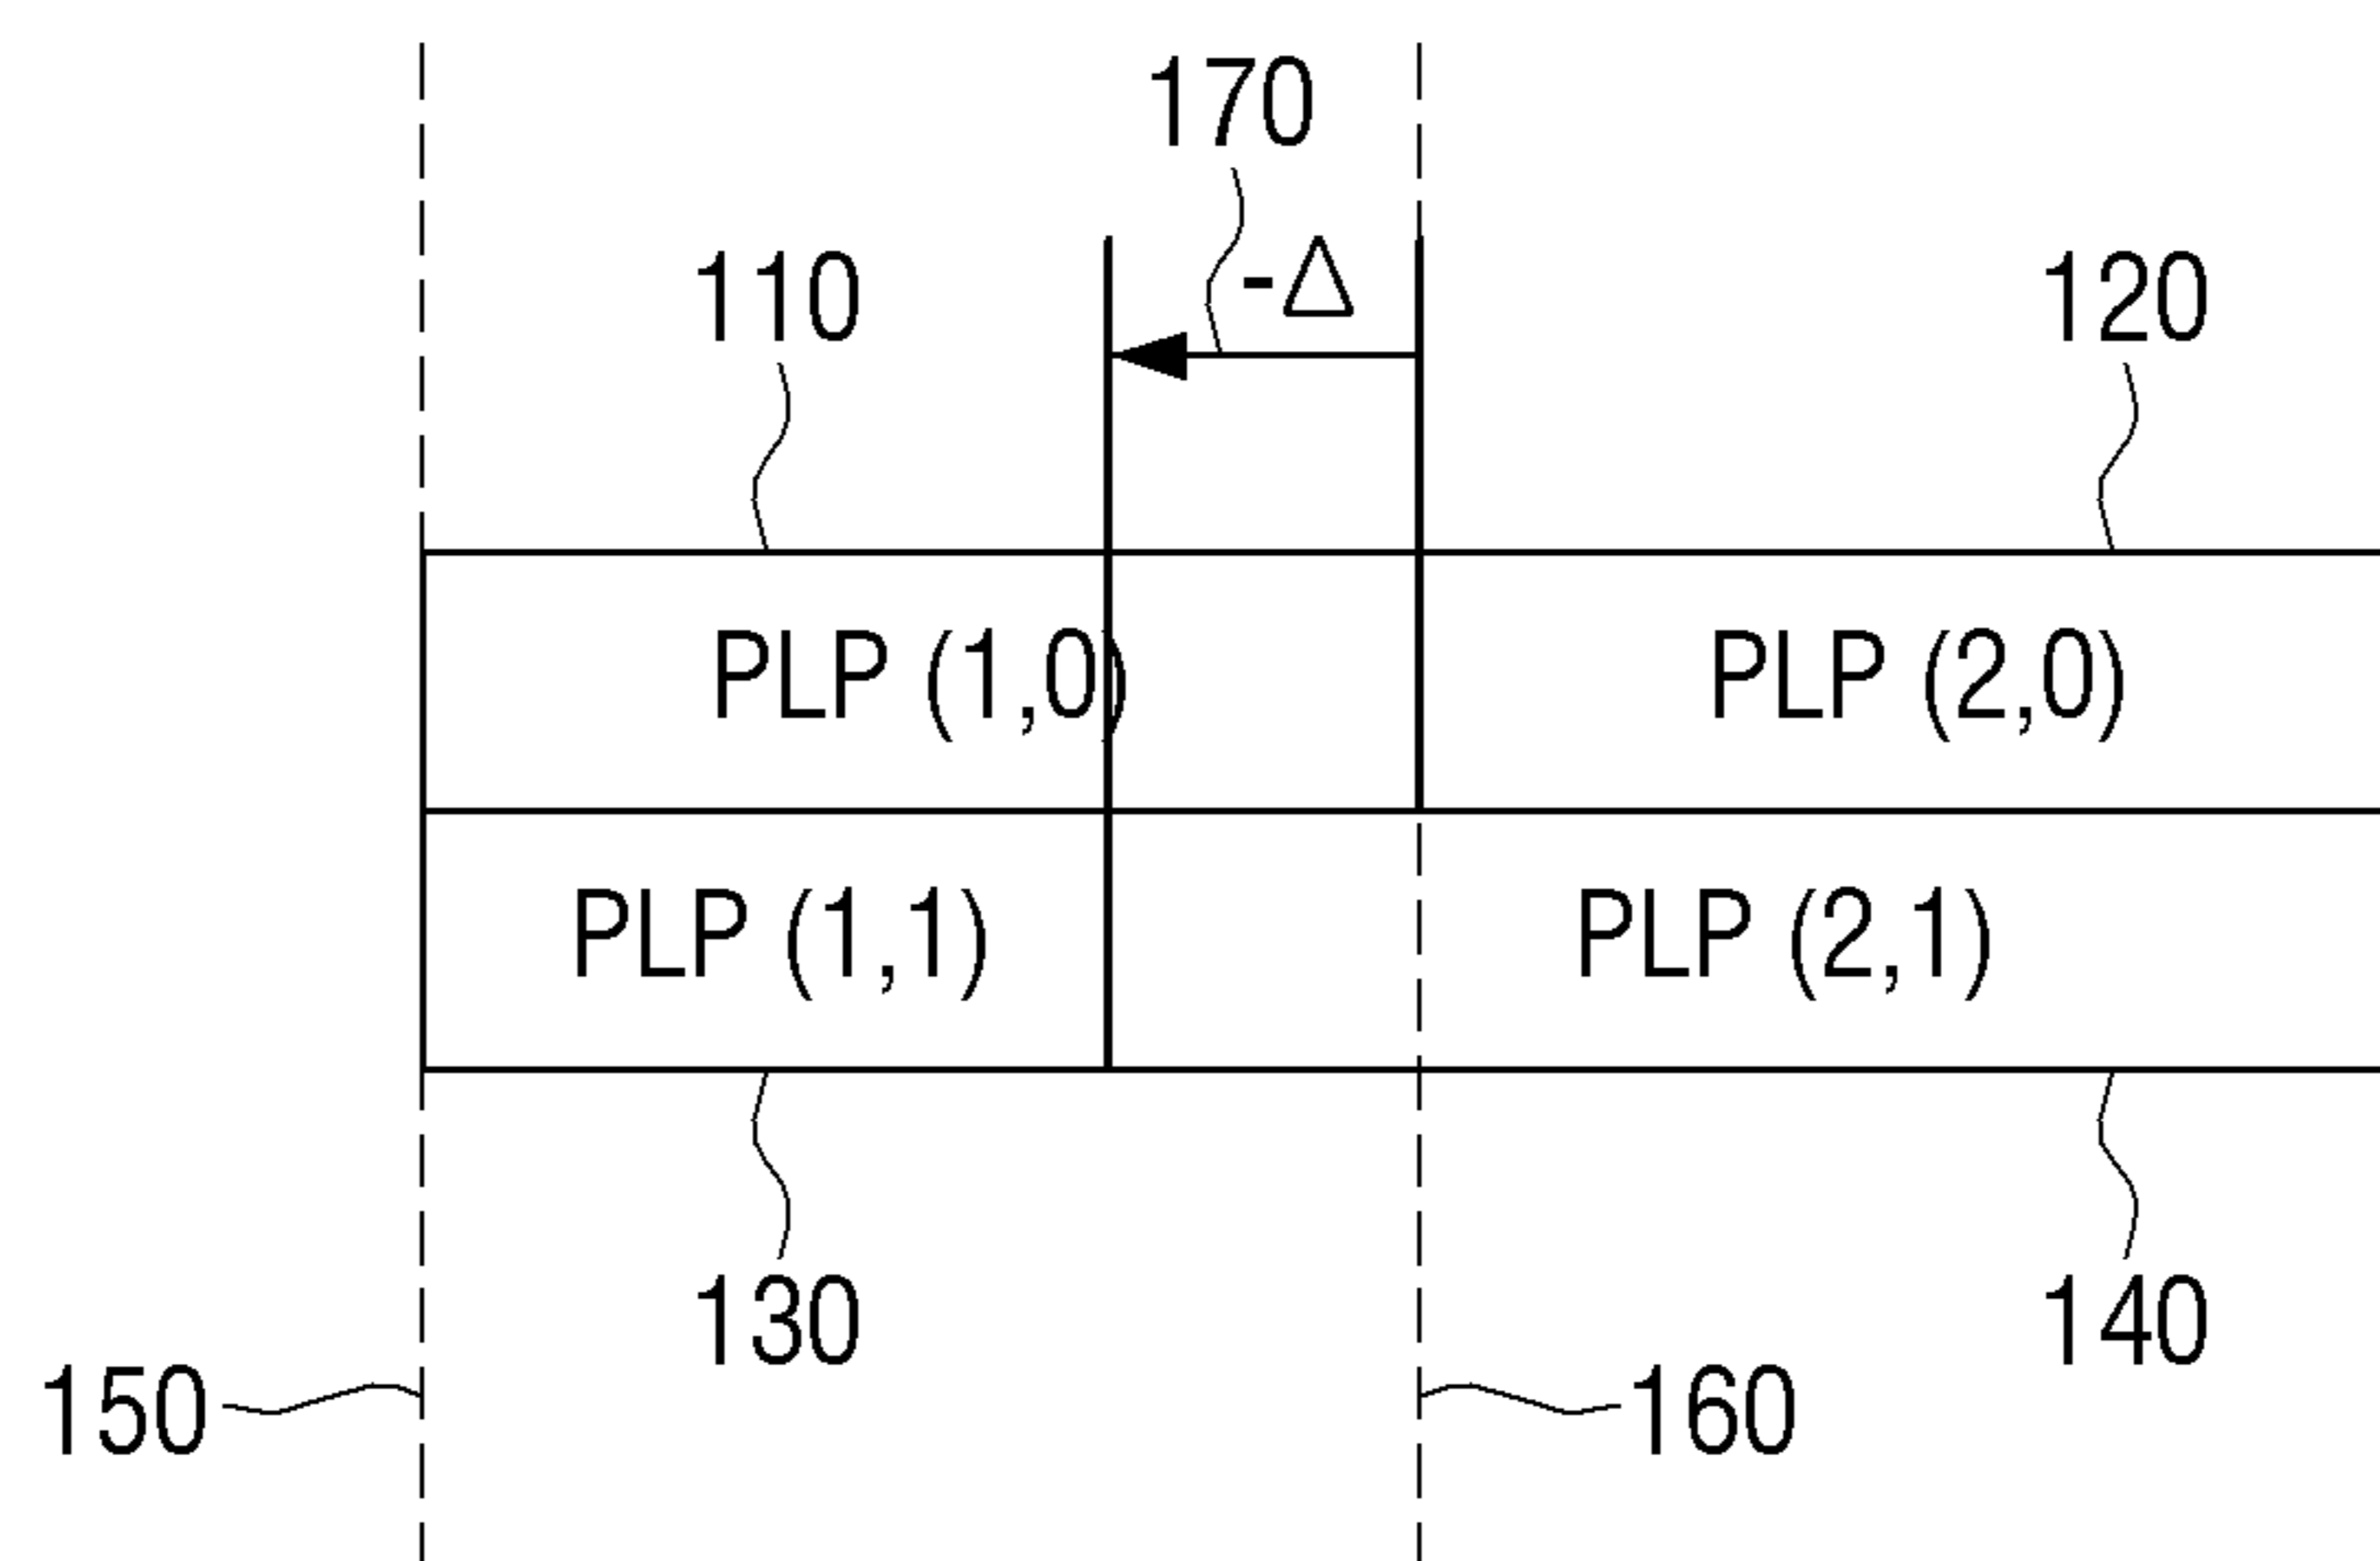 170
110
-Δ
120
PLP (1,0)
PLP (2,0)
PLP (1,1)
PLP (2,1)
130
140
150
160